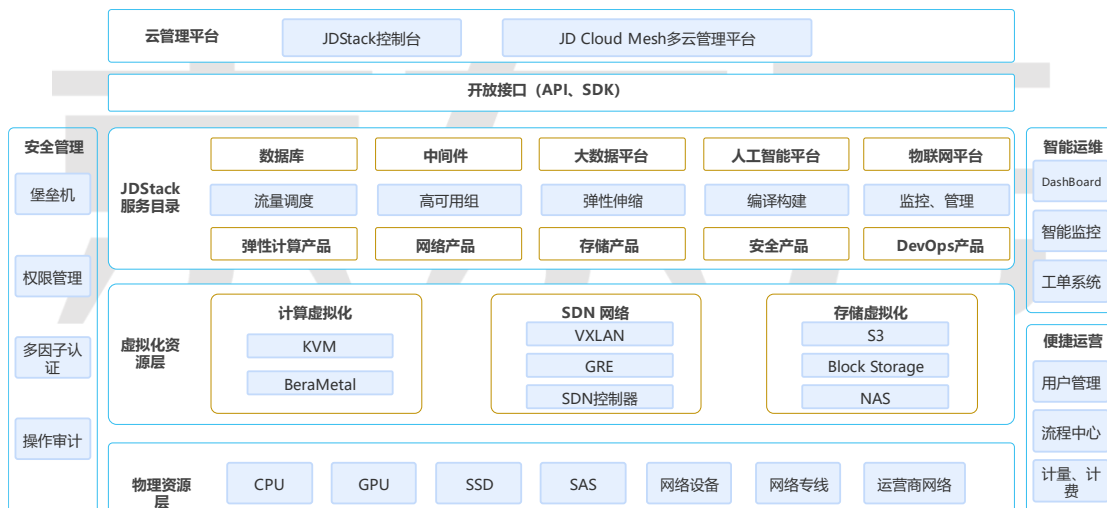 云管理平台
JDStack控制台
JD Cloud Mesh多云管理平台
开放接口（API、SDK）
安全管理
堡垒机
权限管理
多因子认
证
操作审计
JDStack
服务目录
数据库
中间件
大数据平台
人工智能平台
物联网平台
流量调度
高可用组
弹性伸缩
编译构建
监控、管理
弹性计算产品
网络产品
存储产品
安全产品
DevOps产品
虚拟化资
源层
计算虚拟化
KVM
BeraMetal
SDN 网络
VXLAN
GRE
SDN控制器
存储虚拟化
S3
Block Storage
NAS
物理资源
层
CPU
GPU
SSD
SAS
网络设备
网络专线
运营商网络
智能运维
DashBoard
智能监控
工单系统
便捷运营
用户管理
流程中心
计量、计
费